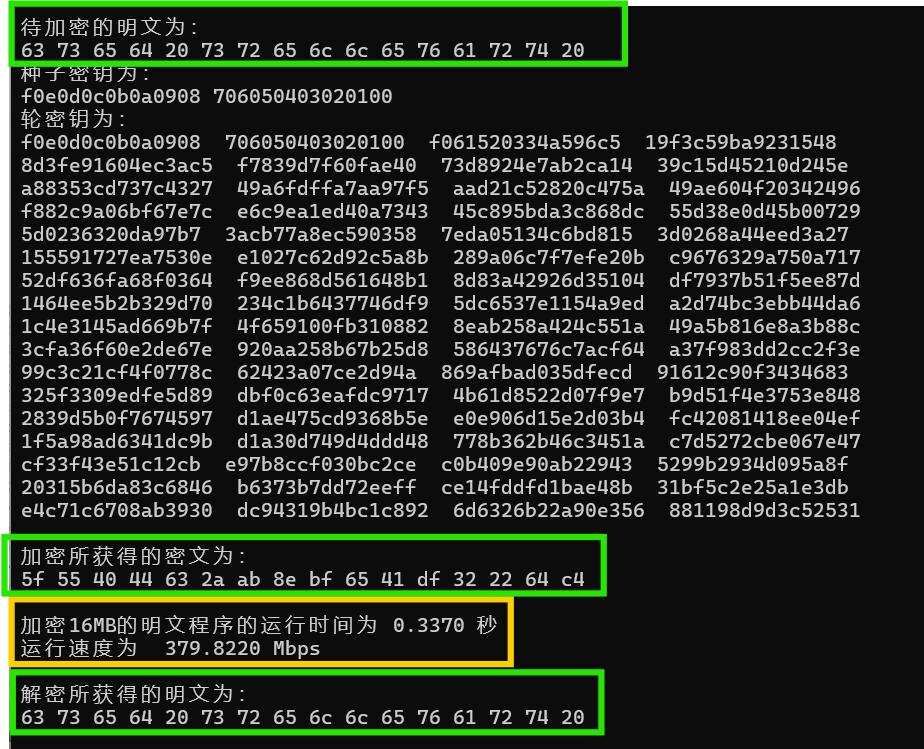 待加密的明文为:
63 73 65 64 20 73 72 65 6c 6c 65 76 61 72 74 20
种子密钥为:
f0e0d0c0b0a0908 706050403020100
轮密钥为:
f0e0d0c0b0a0908 706050403020100 f061520334a596c5 19f3c59ba9231548
8d3fe91604ec3ac5 f7839d7f60fae40 73d8924e7ab2ca14 39c15d45210d245e
a88353cd737c4327 49a6fdffa7aa97f5 aad21c52820c475a 49ae604f20342496
f882c9a06bf67e7c e6c9ea1ed40a7343 45c895bda3c868dc 55d38e0d45b00729
5d0236320da97b7 3acb77a8ec590358 7eda05134c6bd815 3d0268a44eed3a27
155591727ea7530e e1027c62d92c5a8b 289a06c7f7efe20b c9676329a750a717
52df636fa68f0364 f9ee868d561648b1 8d83a42926d35104 df7937b51f5ee87d
1464ee5b2b329d70 234c1b6437746df9 5dc6537e1154a9ed a2d74bc3ebb44da6
1c4e3145ad669b7f 4f659100fb310882 8eab258a424c551a 49a5b816e8a3b88c
3cfa36f60e2de67e 920aa258b67b25d8 586437676c7acf64 a37f983dd2cc2f3e
99c3c21cf4f0778c 62423a07ce2d94a 869afbad035dfecd 91612c90f3434683
325f3309edfe5d89 dbf0c63eafdc9717 4b61d8522d07f9e7 b9d51f4e3753e848
2839d5b0f7674597 d1ae475cd9368b5e e0e906d15e2d03b4 fc42081418ee04ef
1f5a98ad6341dc9b d1a30d749d4ddd48 778b362b46c3451a c7d5272cbe067e47
cf33f43e51c12cb e97b8ccf030bc2ce c0b409e90ab22943 5299b2934d095a8f
20315b6da83c6846 b6373b7dd72eeff ce14fddfd1bae48b 31bf5c2e25a1e3db
e4c71c6708ab3930 dc94319b4bc1c892 6d6326b22a90e356 881198d9d3c52531
加密所获得的密文为:
5f 55 40 44 63 2a ab 8e bf 65 41 df 32 22 64 c4
加密16MB的明文程序的运行时间为 0.3370 秒
运行速度为 379.8220 Mbps
解密所获得的明文为:
63 73 65 64 20 73 72 65 6c 6c 65 76 61 72 74 20